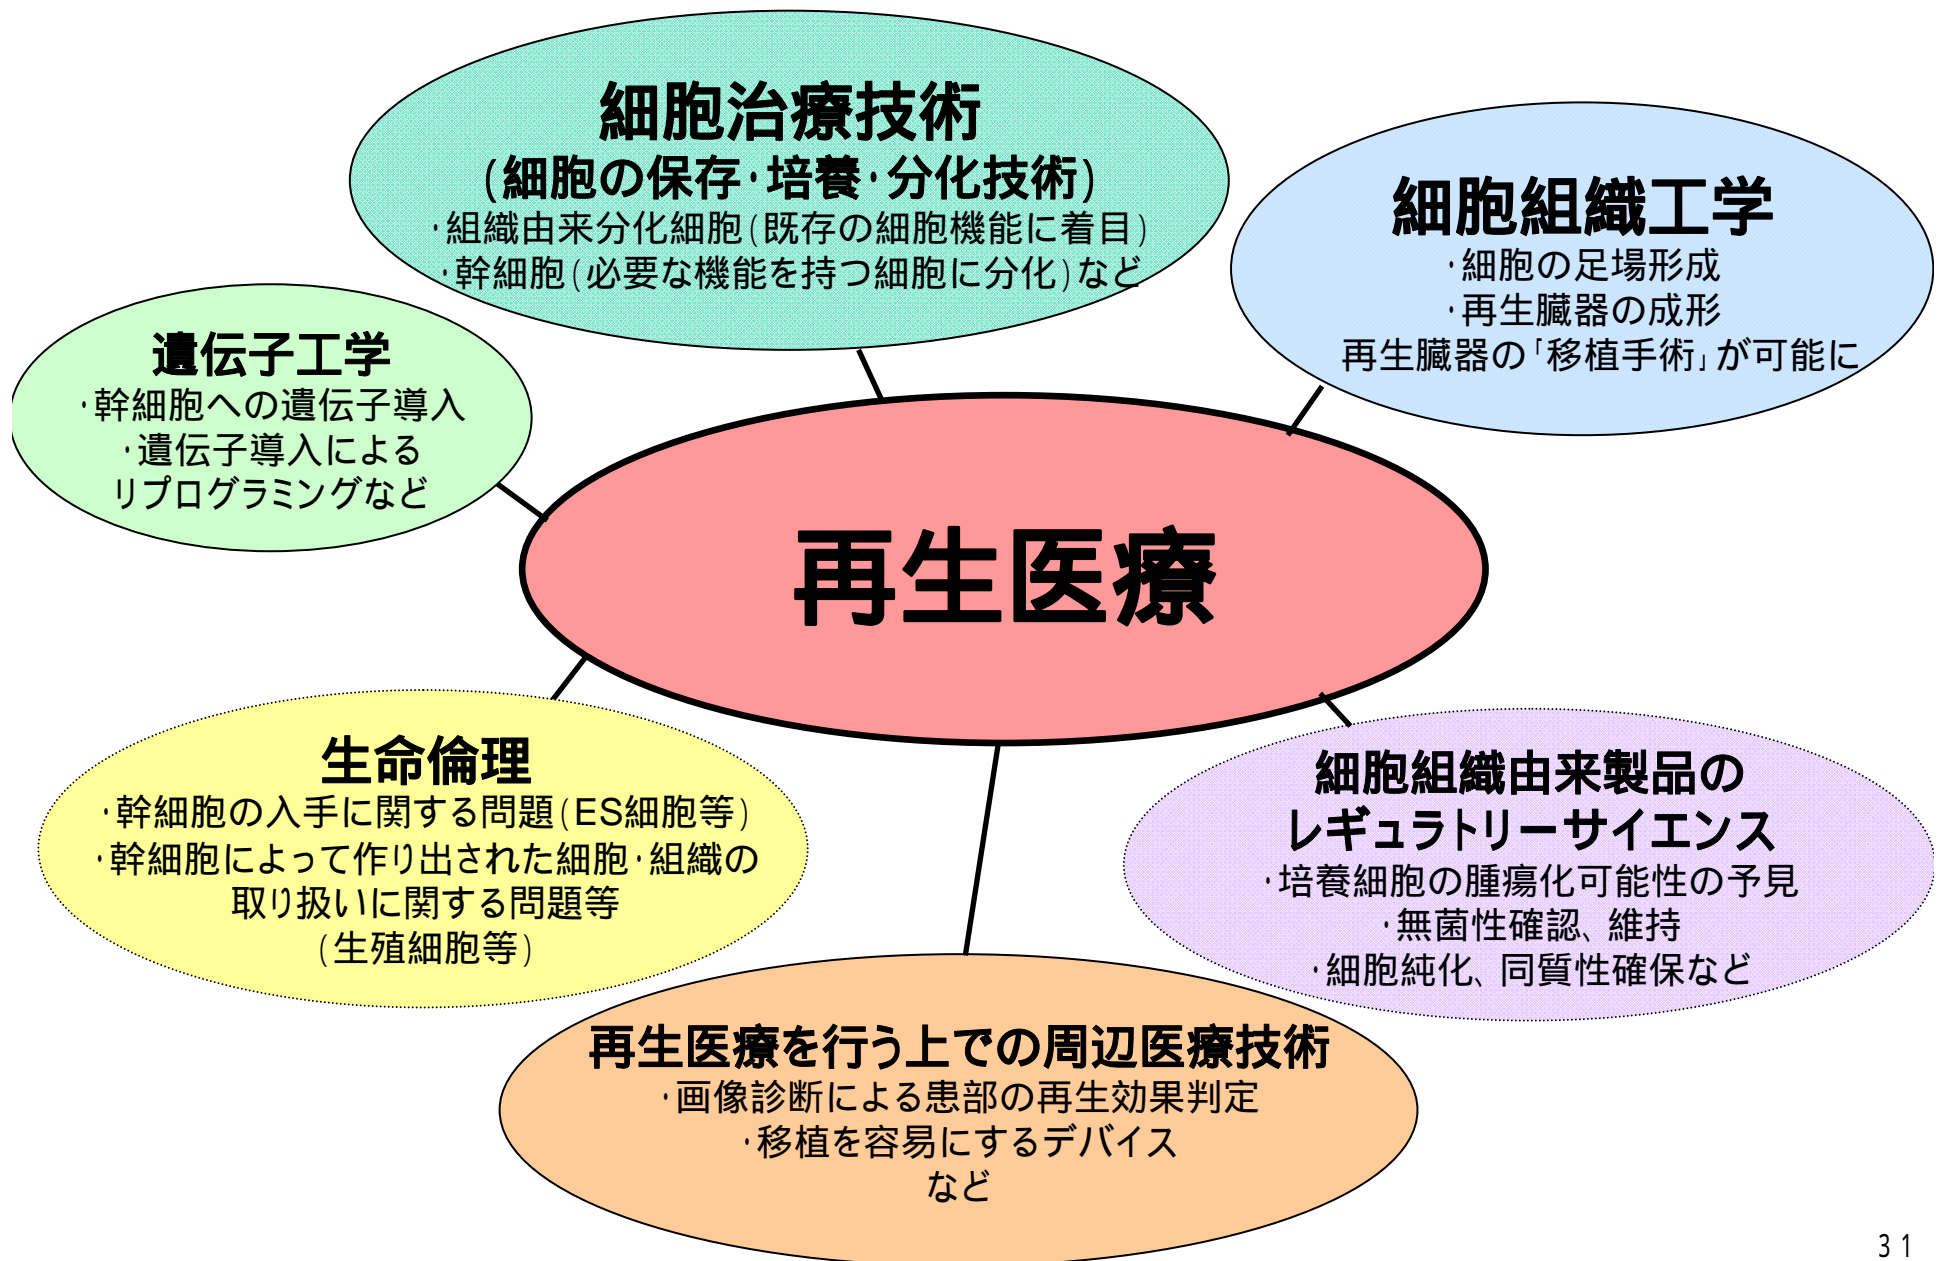 細胞治療技術
(細胞の保存・培養・分化技術)
・組織由来分化細胞(既存の細胞機能に着目)
・幹細胞(必要な機能を持つ細胞に分化)など
細胞組織工学
・細胞の足場形成
・再生臓器の成形
再生臓器の「移植手術」が可能に
遺伝子工学
・幹細胞への遺伝子導入
・遺伝子導入による
リプログラミングなど
再生医療
生命倫理
・幹細胞の入手に関する問題(ES細胞等)
・幹細胞によって作り出された細胞・組織の
取り扱いに関する問題等
(生殖細胞等)
細胞組織由来製品の
レギュラトリーサイエンス
・培養細胞の腫瘍化可能性の予見
・無菌性確認、維持
・細胞純化、同質性確保など
再生医療を行う上での周辺医療技術
・画像診断による患部の再生効果判定
・移植を容易にするデバイス
など
31